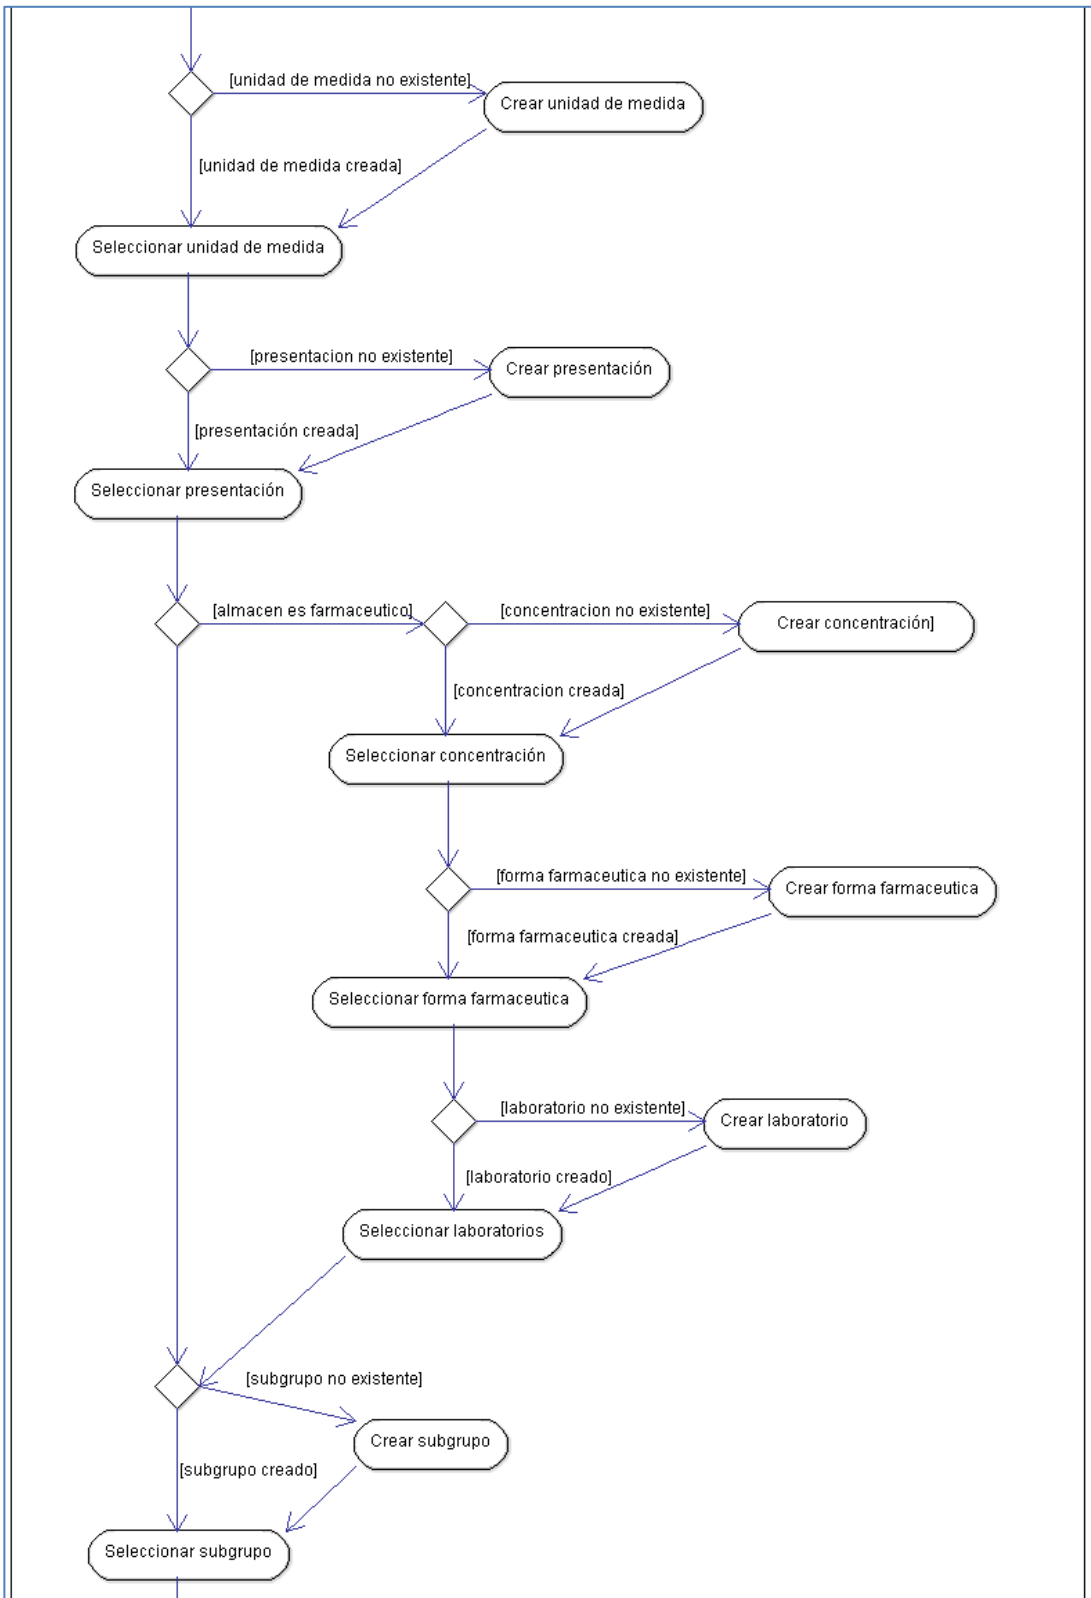 [unidad de medida no existente]
Crear unidad de medida
[unidad de medida creada]
Seleccionar unidad de medida
[presentacion no existente]
Crear presentación
[presentación creada]
Seleccionar presentación
[almacen es farmaceutico]
[concentracion no existente]
Crear concentración]
[concentracion creada]
Seleccionar concentración
[forma farmaceutica no existente]
Crear forma farmaceutica
[forma farmaceutica creada]
Seleccionar forma farmaceutica
[laboratorio no existente]
Crear laboratorio
[laboratorio creado]
Seleccionar laboratorios
[subgrupo no existente]
Crear subgrupo
[subgrupo creado]
Seleccionar subgrupo